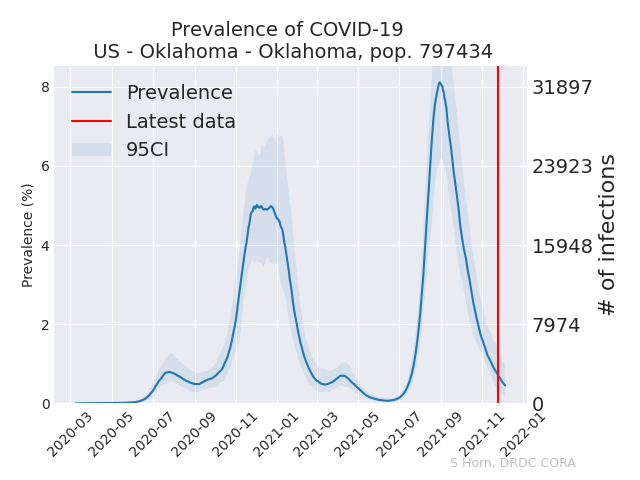 Prevalence of COVID-19
US - Oklahoma - Oklahoma, pop. 797434
Prevalence
Latest data
95CI
Prevalence (%)
8
6
4
2
0
31897
23923
15948
7974
0
# of infections
2020-03
2020-05
2020-07
2020-09
2020-11
2021-01
2021-03
2021-05
2021-07
2021-09
2021-11
2022-01
S Horn, DRDC CORA